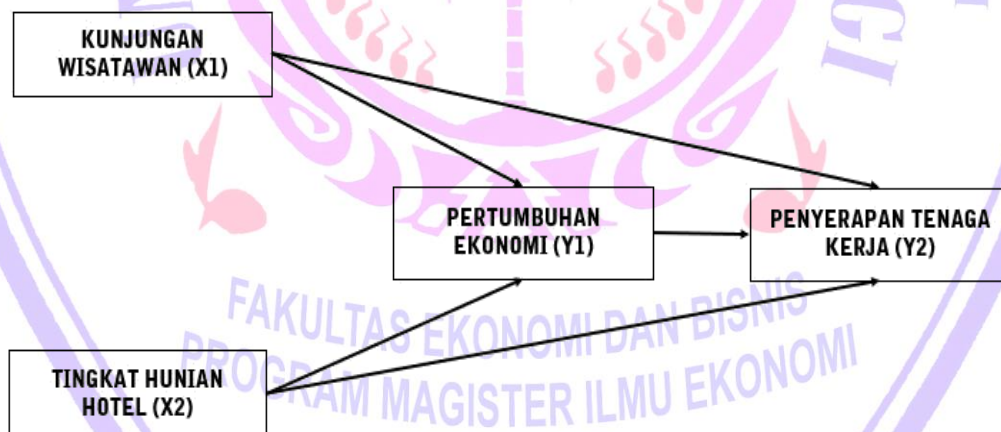 KUNJUNGAN
WISATAWAN (X1)
PERTUMBUHAN
EKONOMI (Y1)
PENYERAPAN TENAGA
KERJA (Y2)
TINGKAT HUNIAN
HOTEL (X2)
FAKULTAS EKONOMI DAN BISNIS
PROGRAM MAGISTER ILMU EKONOMI